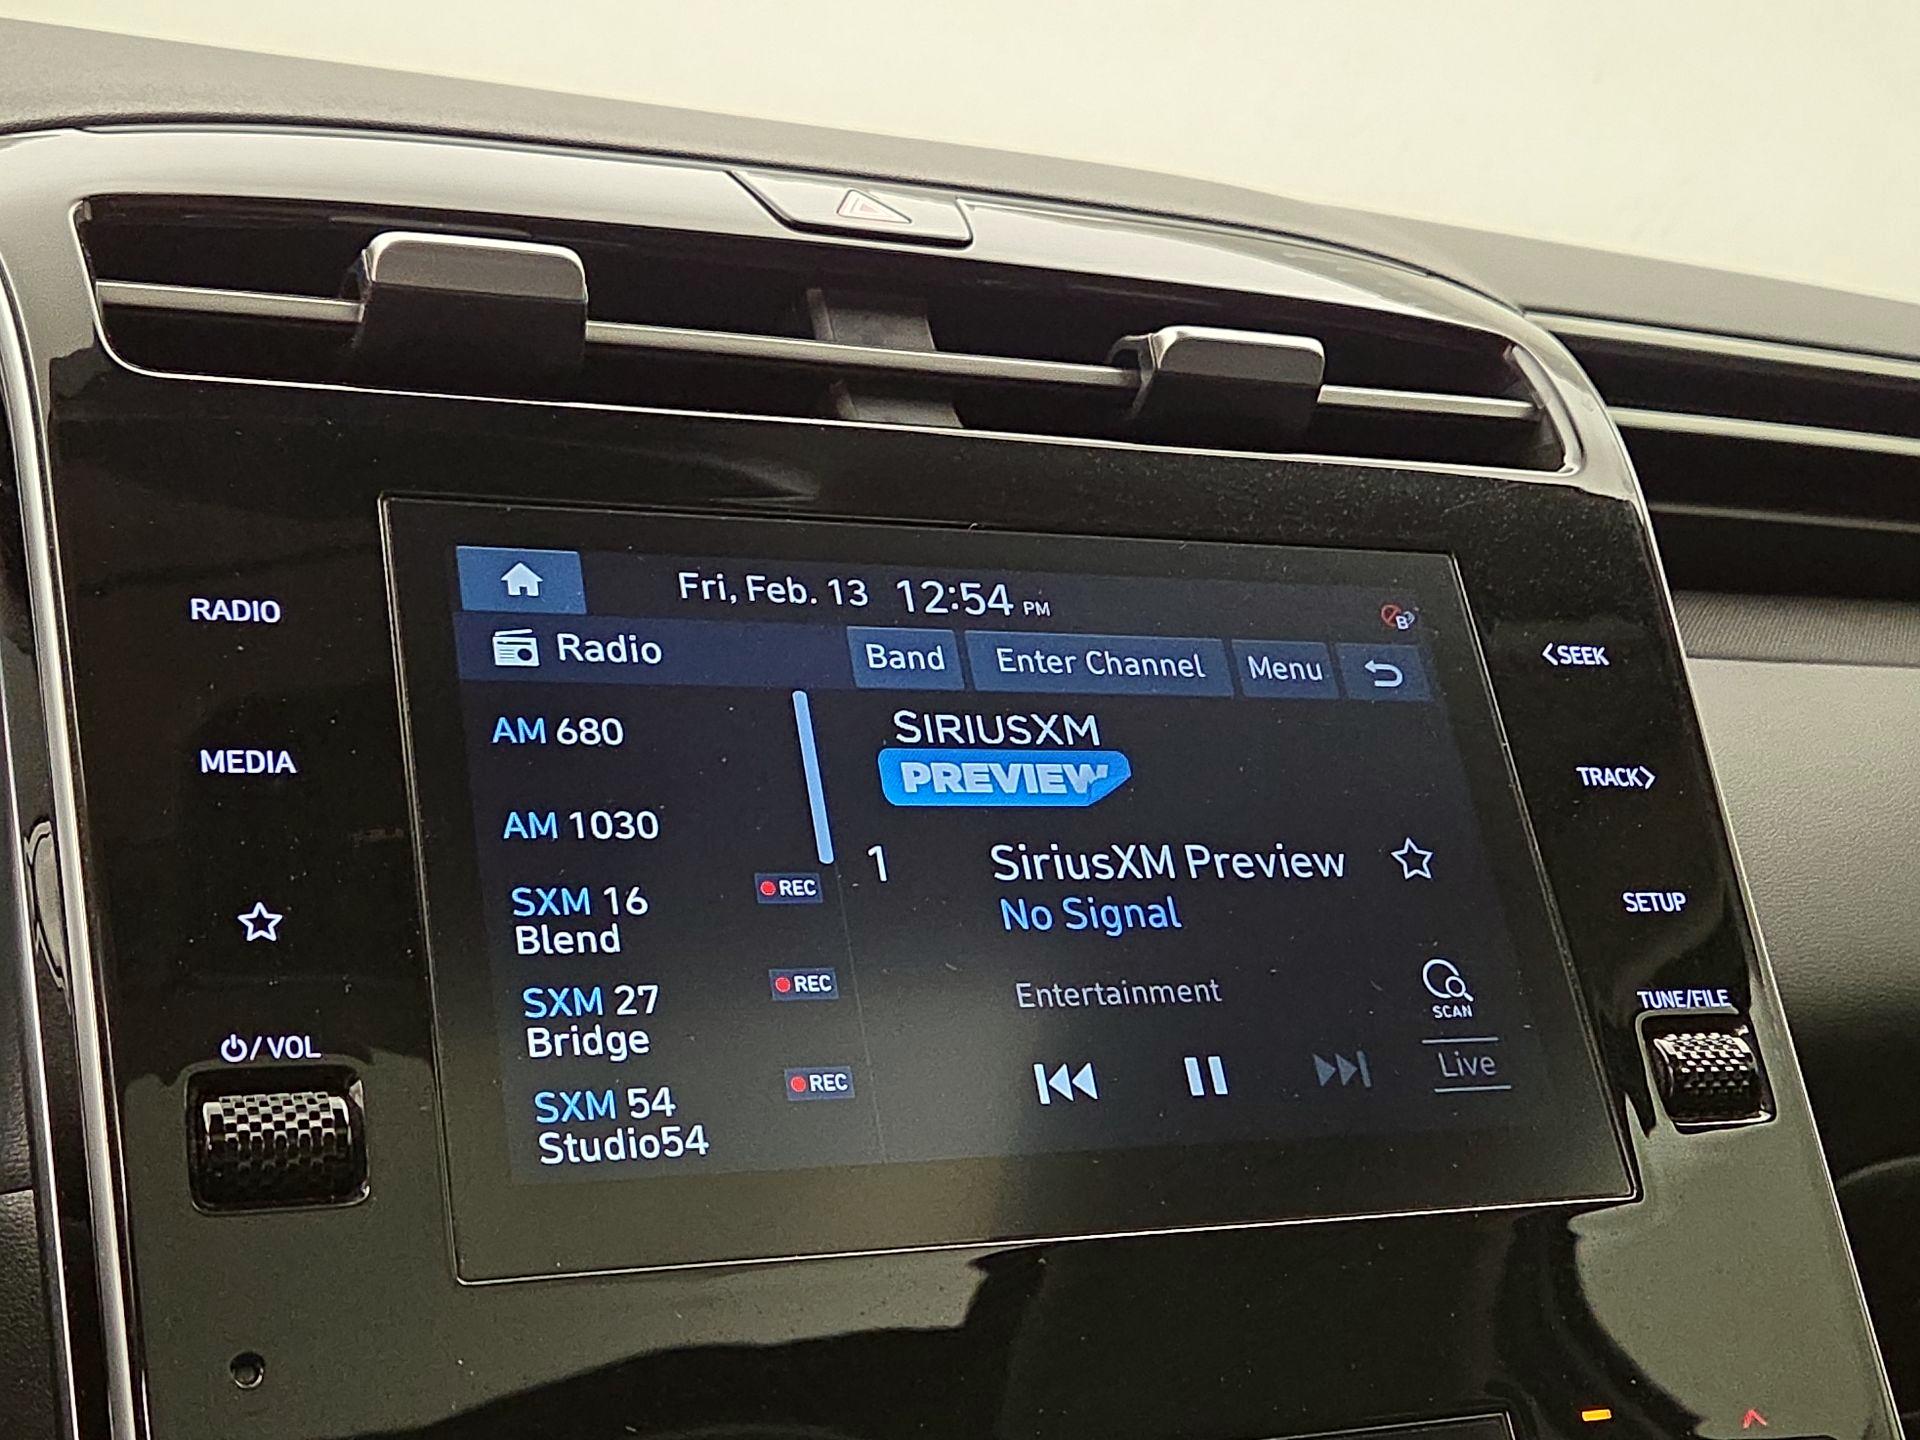 Fri, Feb. 13 12:54 PM
B
Radio
Band
Enter Channel
Menu
AM 680
AM 1030
SXM 16
Blend
REC
SXM 27
Bridge
REC
SXM 54
Studio54
REC
SIRIUSXM
PREVIEW
1 SiriusXM Preview
No Signal
Entertainment
SCAN
Live
RADIO
MEDIA
/ VOL
<SEEK
TRACK>
SETUP
TUNE/FILE